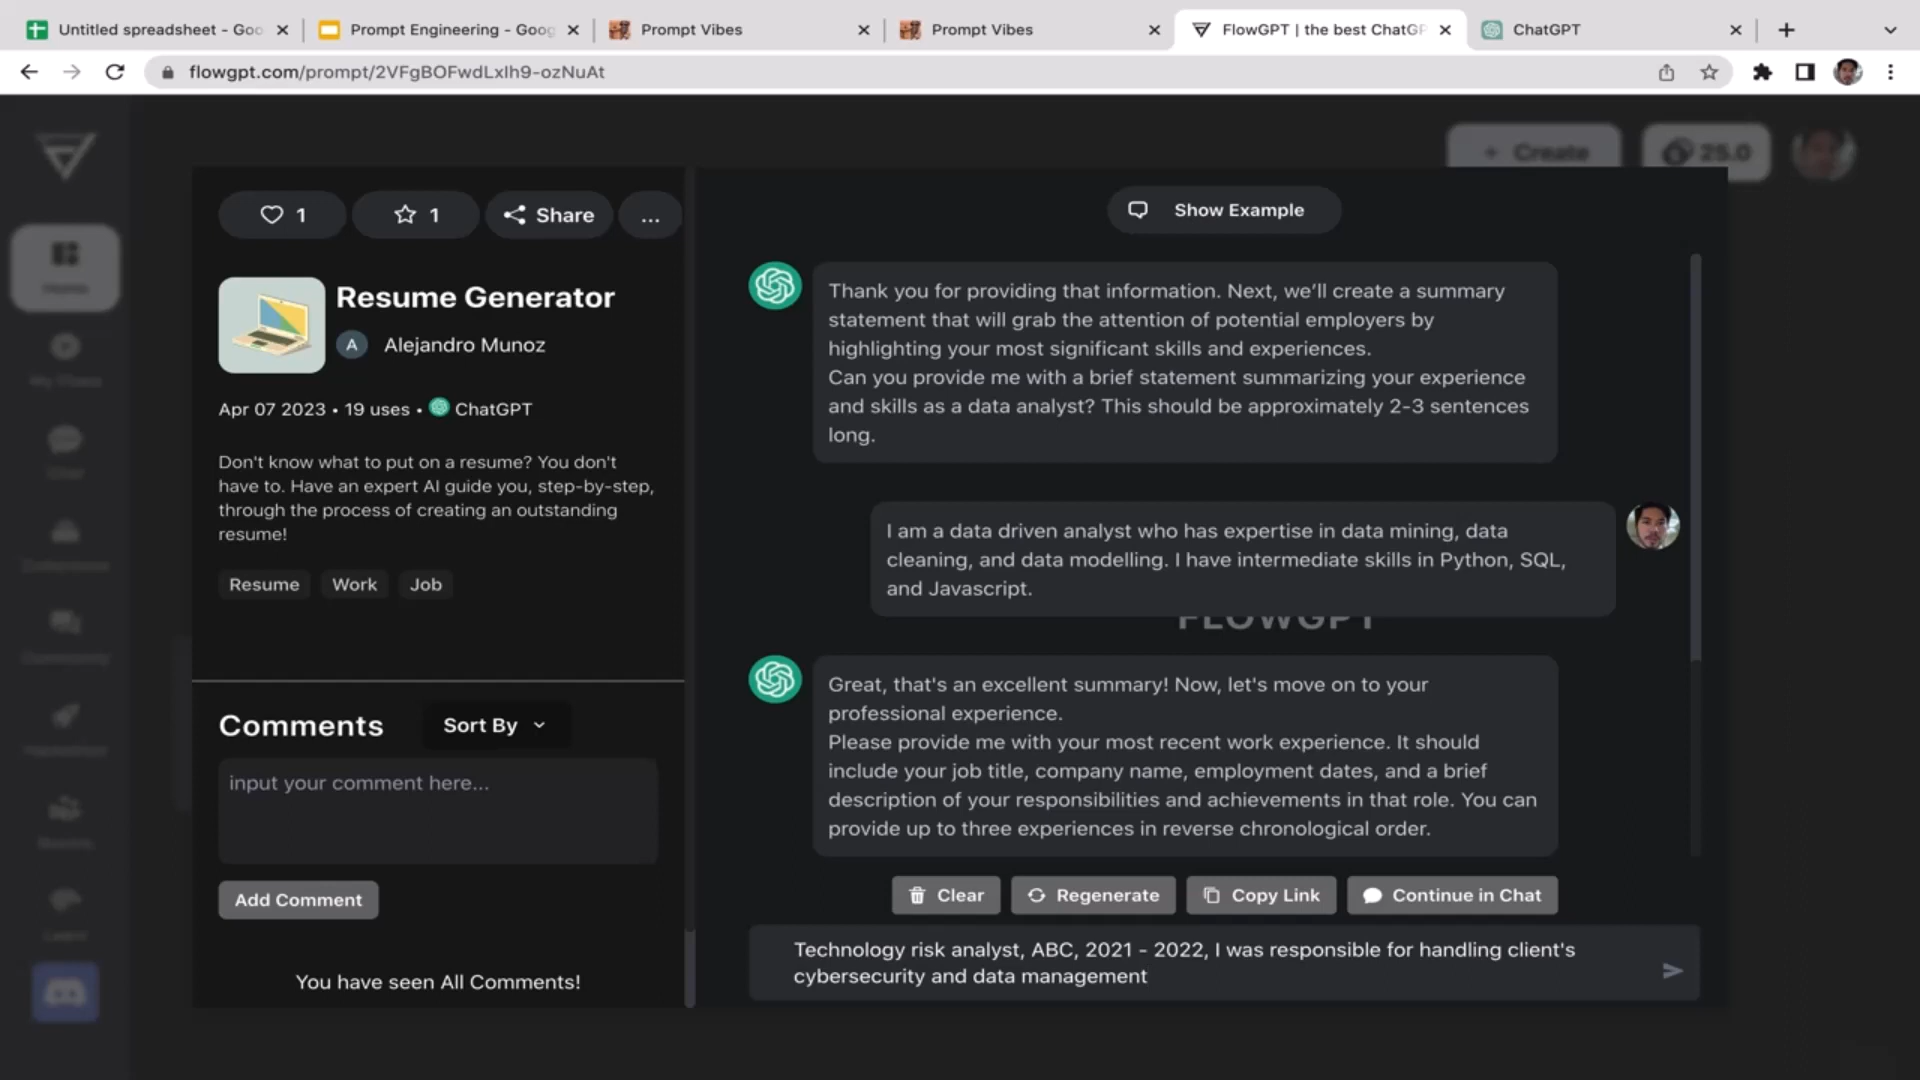 Untitled spreadsheet - Goo
Prompt Engineering - Goog
Prompt Vibes
Prompt Vibes
FlowGPT | the best ChatGP
ChatGPT
flowgpt.com/prompt/2VFgBOFwdLxIh9-ozNuAt
+ Create
25.0
1
1
Share
...
Show Example
Resume Generator
A
Alejandro Munoz
Apr 07 2023 • 19 uses • ChatGPT
Don't know what to put on a resume? You don't
have to. Have an expert AI guide you, step-by-step,
through the process of creating an outstanding
resume!
Resume
Work
Job
Comments
Sort By
input your comment here...
Add Comment
You have seen All Comments!
Thank you for providing that information. Next, we’ll create a summary
statement that will grab the attention of potential employers by
highlighting your most significant skills and experiences.
Can you provide me with a brief statement summarizing your experience
and skills as a data analyst? This should be approximately 2-3 sentences
long.
I am a data driven analyst who has expertise in data mining, data
cleaning, and data modelling. I have intermediate skills in Python, SQL,
and Javascript.
FLOWGPT
Great, that's an excellent summary! Now, let's move on to your
professional experience.
Please provide me with your most recent work experience. It should
include your job title, company name, employment dates, and a brief
description of your responsibilities and achievements in that role. You can
provide up to three experiences in reverse chronological order.
Clear
Regenerate
Copy Link
Continue in Chat
Technology risk analyst, ABC, 2021 - 2022, I was responsible for handling client's
cybersecurity and data management